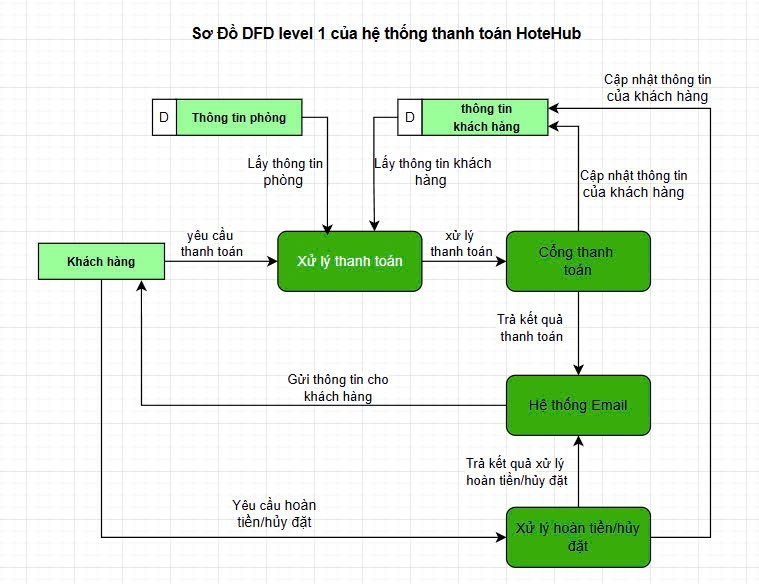 Sơ Đồ DFD level 1 của hệ thống thanh toán HoteHub
Cập nhật thông tin
của khách hàng
D
Thông tin phòng
D
thông tin
khách hàng
Lấy thông tin
phòng
Lấy thông tin khách
hàng
Cập nhật thông tin
của khách hàng
yêu cầu
thanh toán
xử lý
thanh toán
Khách hàng
Xử lý thanh toán
Cổng thanh
toán
Trả kết quả
thanh toán
Gửi thông tin cho
khách hàng
Hệ thống Email
Trả kết quả xử lý
hoàn tiền/hủy đặt
Yêu cầu hoàn
tiền/hủy đặt
Xử lý hoàn tiền/hủy
đặt